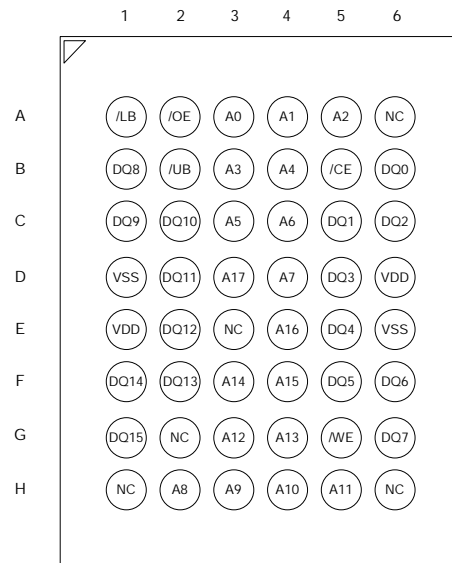 1 2 3 4 5 6
A /LB /OE A0 A1 A2 NC
B DQ8 /UB A3 A4 /CE DQ0
C DQ9 DQ10 A5 A6 DQ1 DQ2
D VSS DQ11 A17 A7 DQ3 VDD
E VDD DQ12 NC A16 DQ4 VSS
F DQ14 DQ13 A14 A15 DQ5 DQ6
G DQ15 NC A12 A13 /WE DQ7
H NC A8 A9 A10 A11 NC